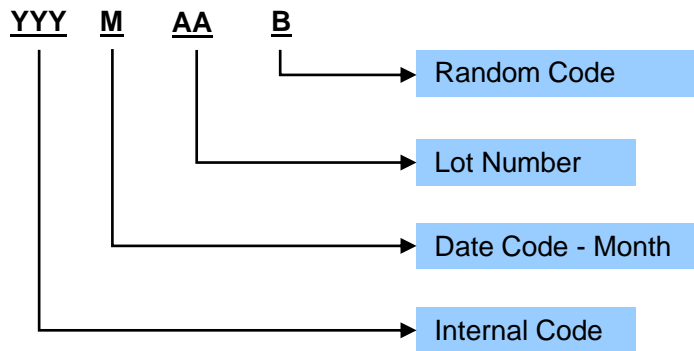 YYY M AA B
Random Code
Lot Number
Date Code - Month
Internal Code